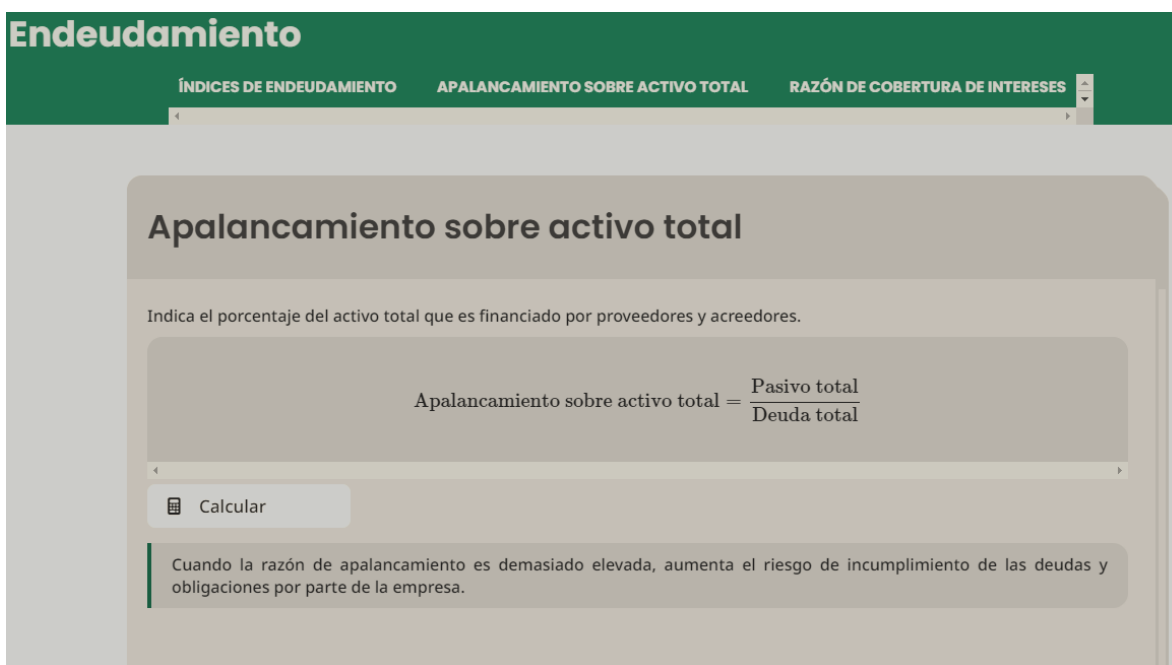 Endeudamiento
ÍNDICES DE ENDEUDAMIENTO APALANCAMIENTO SOBRE ACTIVO TOTAL RAZÓN DE COBERTURA DE INTERESES
Apalancamiento sobre activo total
Indica el porcentaje del activo total que es financiado por proveedores y acreedores.
Apalancamiento sobre activo total = Pasivo total / Deuda total
Calcular
Cuando la razón de apalancamiento es demasiado elevada, aumenta el riesgo de incumplimiento de las deudas y
obligaciones por parte de la empresa.